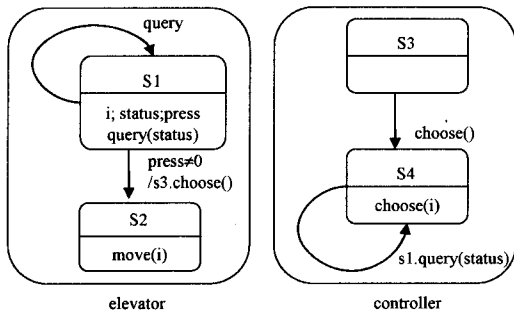 query
S1
i; status;press
query(status)
press≠0
/s3.choose()
S2
move(i)
elevator
S3
choose()
S4
choose(i)
s1.query(status)
controller